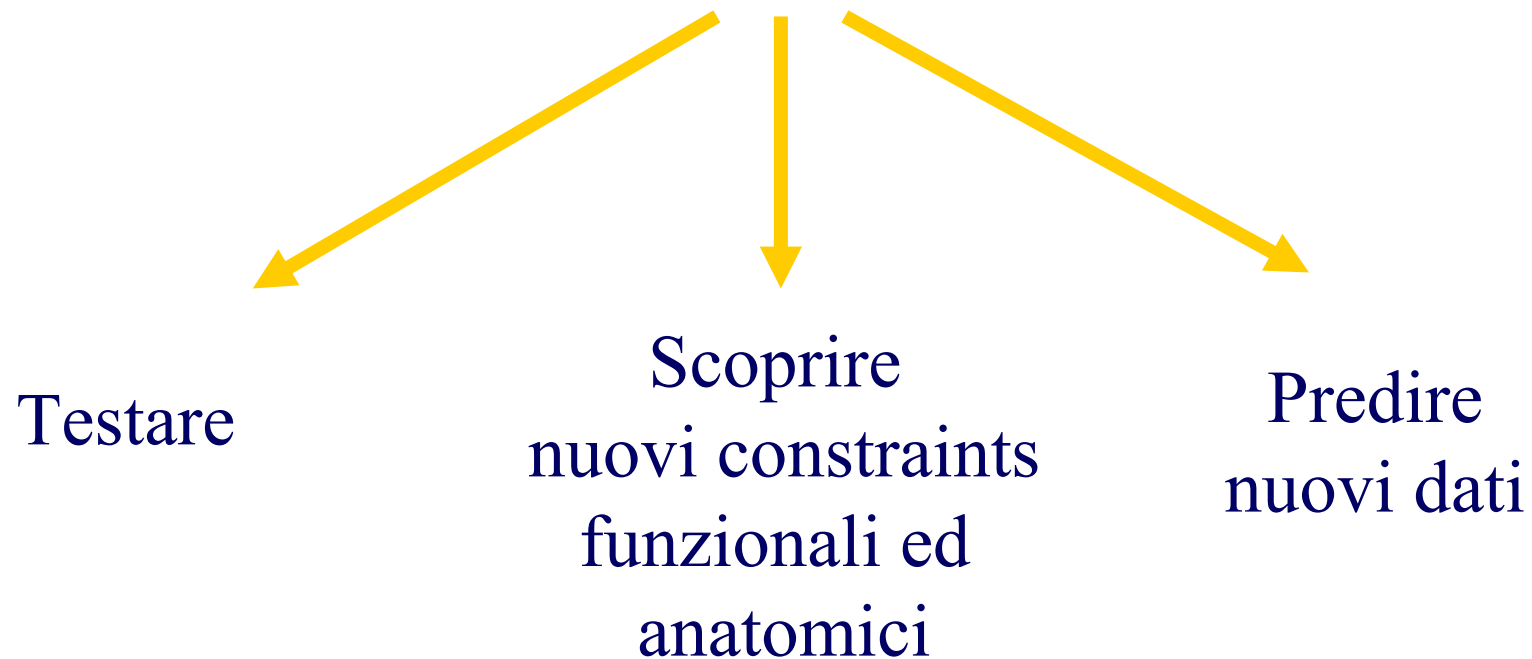 Testare
Scoprire
nuovi constraints
funzionali ed
anatomici
Predire
nuovi dati